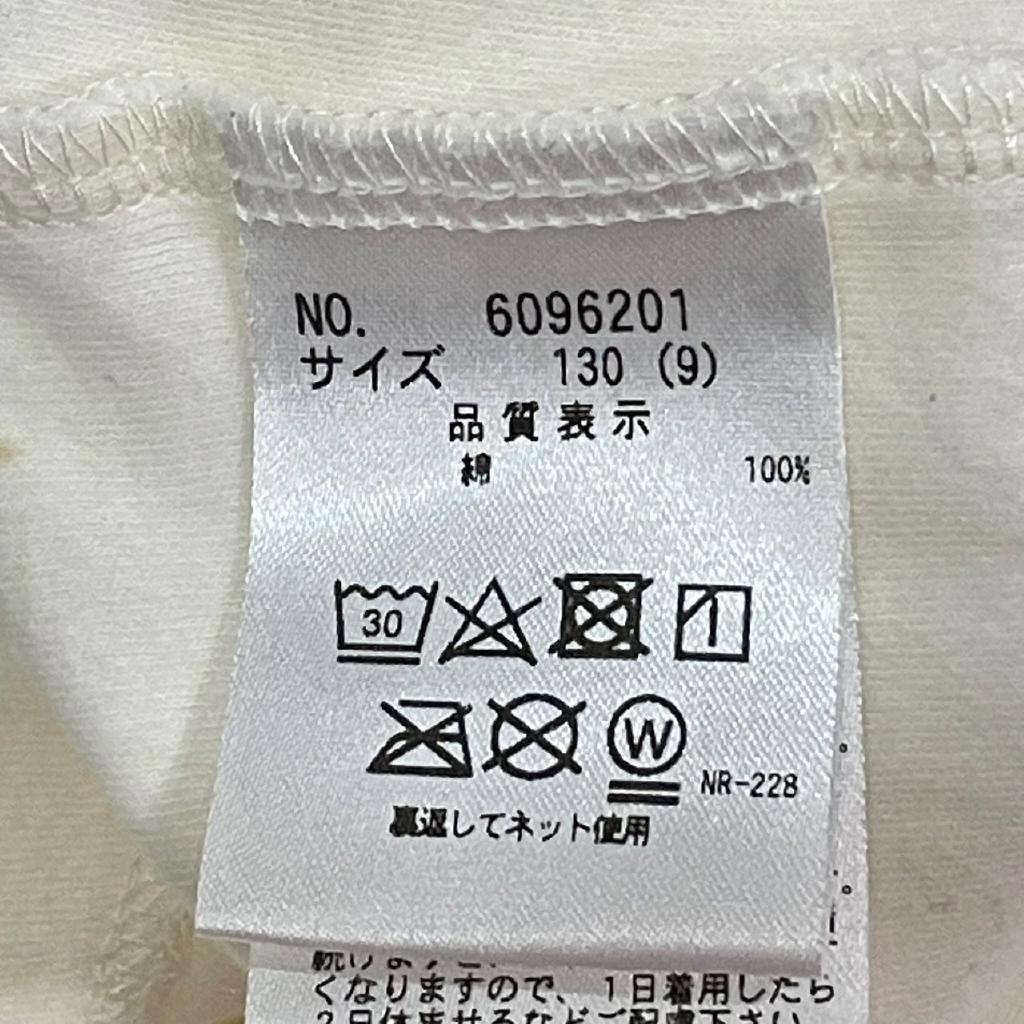 NO. 6096201
サイズ 130 (9)
品質表示
綿 100%
30
W
NR-228
裏返してネット使用
くなりますので、1日着用したら